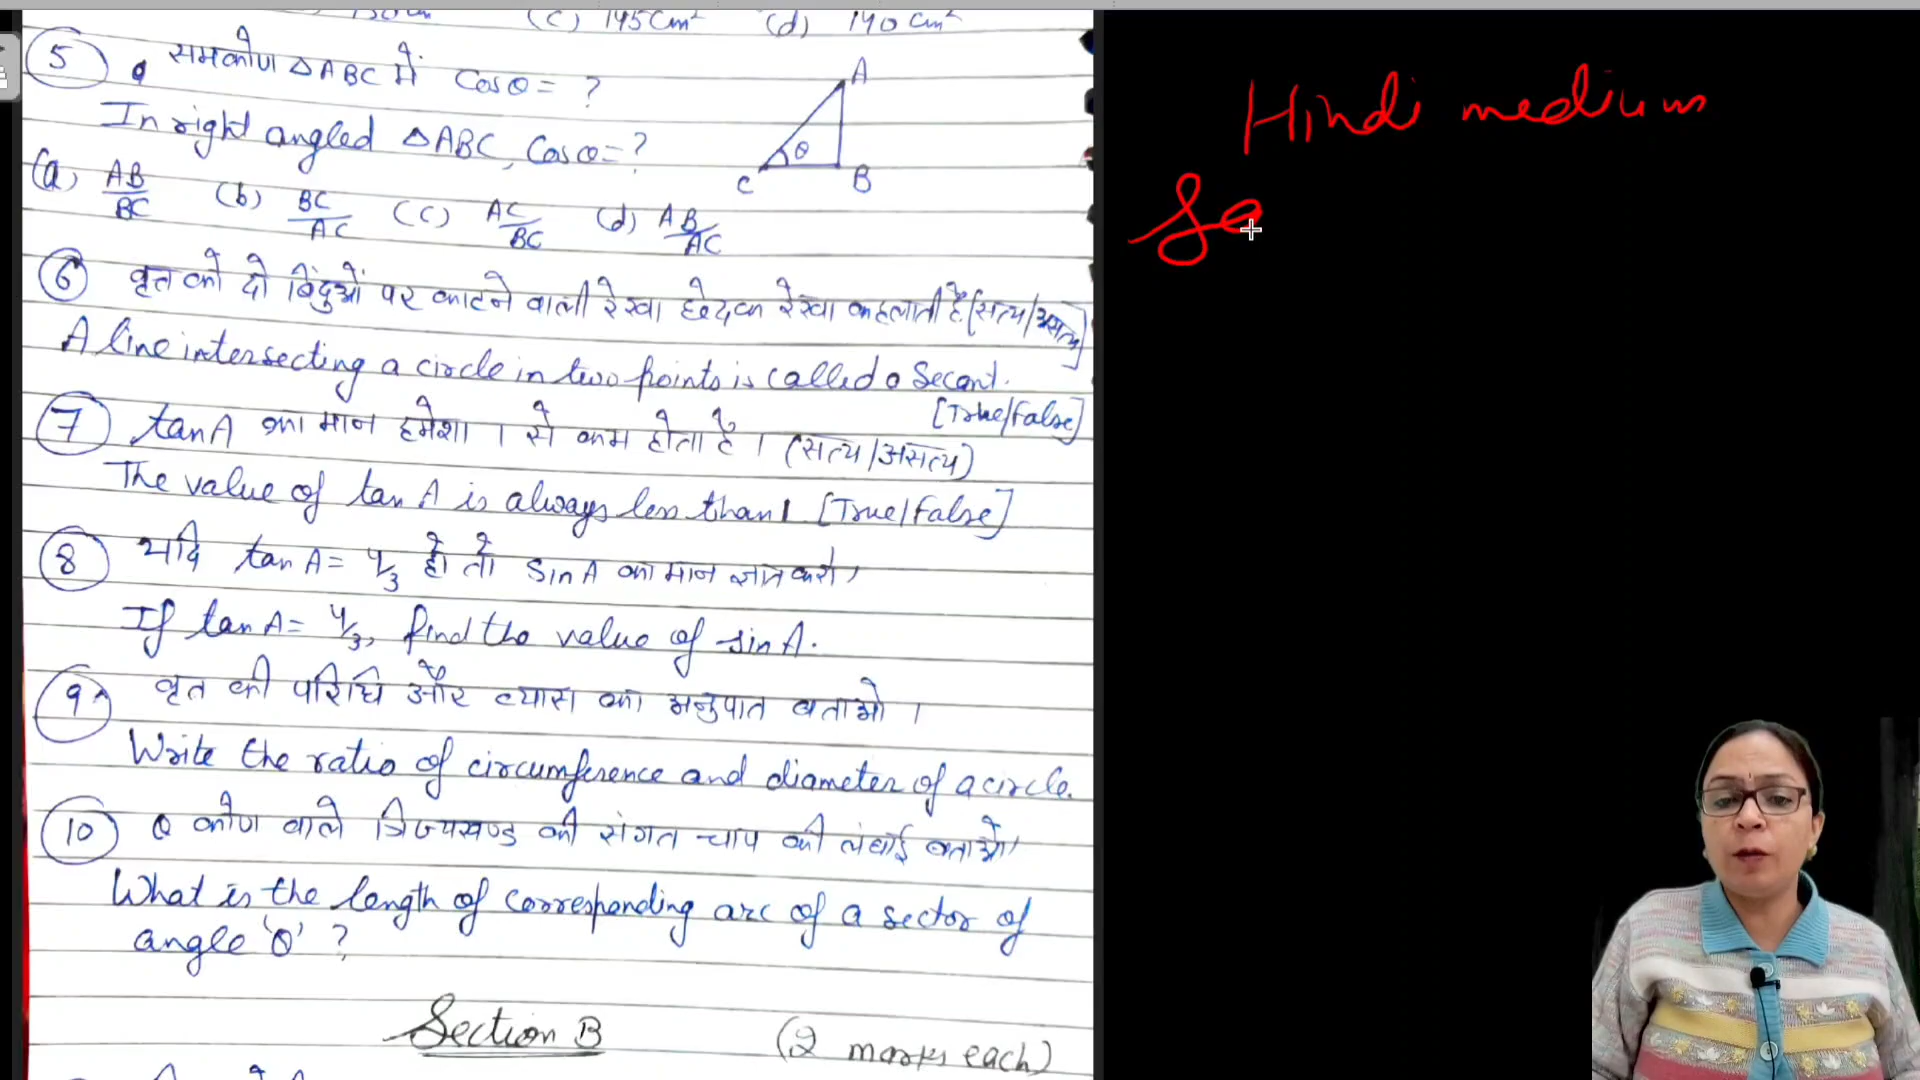 (c) 145 cm² (d) 140 cm²
5 समकोण △ABC में Cosθ = ?
In right angled △ABC, Cosθ = ?
A
θ
C B
(a) AB/BC (b) BC/AC (c) AC/BC (d) AB/AC
6 वृत्त को दो बिंदुओं पर काटने वाली रेखा छेदक रेखा कहलाती है [सत्य/असत्य]
A line intersecting a circle in two points is called a Secant.
[True/False]
7 tanA का मान हमेशा 1 से कम होता है। (सत्य/असत्य)
The value of tan A is always less than 1 [True/False]
8 यदि tan A = 4/3 हो तो sin A का मान ज्ञात करो।
If tan A = 4/3, find the value of sin A.
9 वृत की परिधि और व्यास का अनुपात बताओ।
Write the ratio of circumference and diameter of a circle.
10 θ कोण वाले त्रिज्यखण्ड की संगत चाप की लंबाई बताओ।
What is the length of corresponding arc of a sector of
angle 'θ' ?
Section B (2 marks each)
Hindi medium
Se